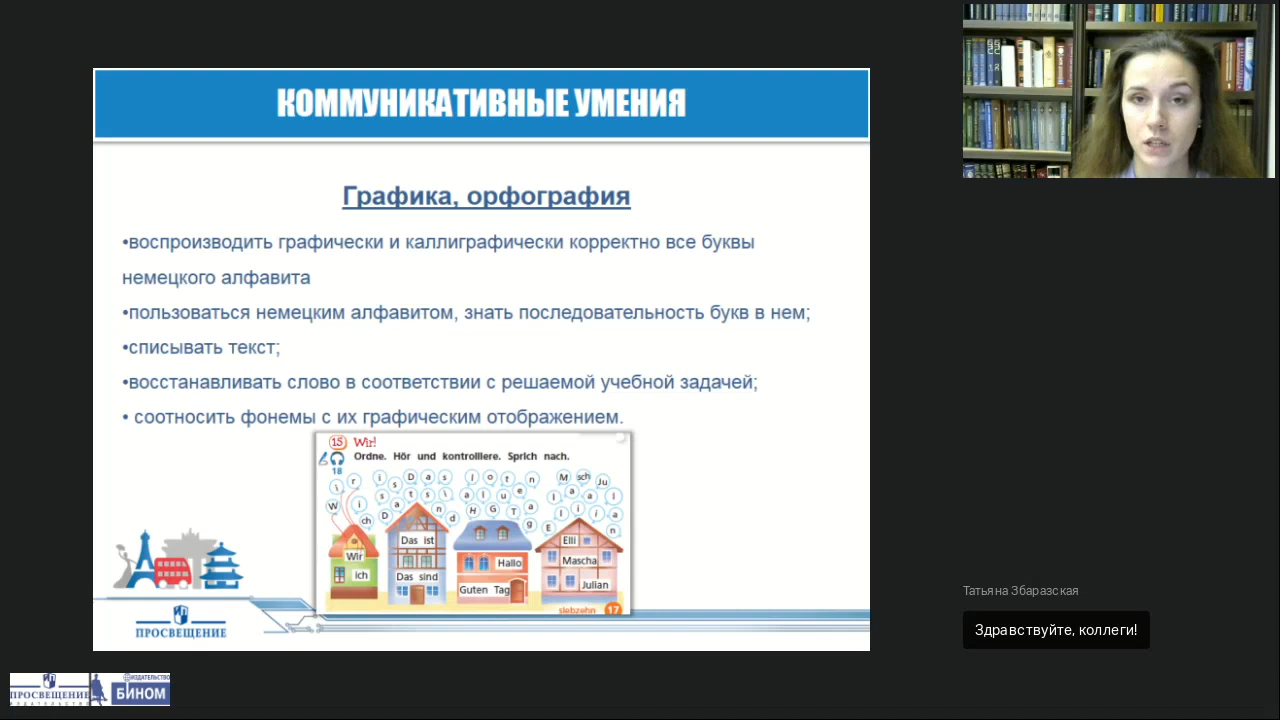 КОММУНИКАТИВНЫЕ УМЕНИЯ
Графика, орфография
•воспроизводить графически и каллиграфически корректно все буквы
немецкого алфавита
•пользоваться немецким алфавитом, знать последовательность букв в нем;
•списывать текст;
•восстанавливать слово в соответствии с решаемой учебной задачей;
• соотносить фонемы с их графическим отображением.
15 Wir!
Ordne. Hör und kontrolliere. Sprich nach.
18
Wir
ich
Das ist
Das sind
Hallo
Guten Tag
Elli
Mascha
Julian
siebzehn 17
ПРОСВЕЩЕНИЕ
Татьяна Збаразская
Здравствуйте, коллеги!
ПРОСВЕЩЕНИЕ
ИЗДАТЕЛЬСТВО
ИЗДАТЕЛЬСТВО
БИНОМ